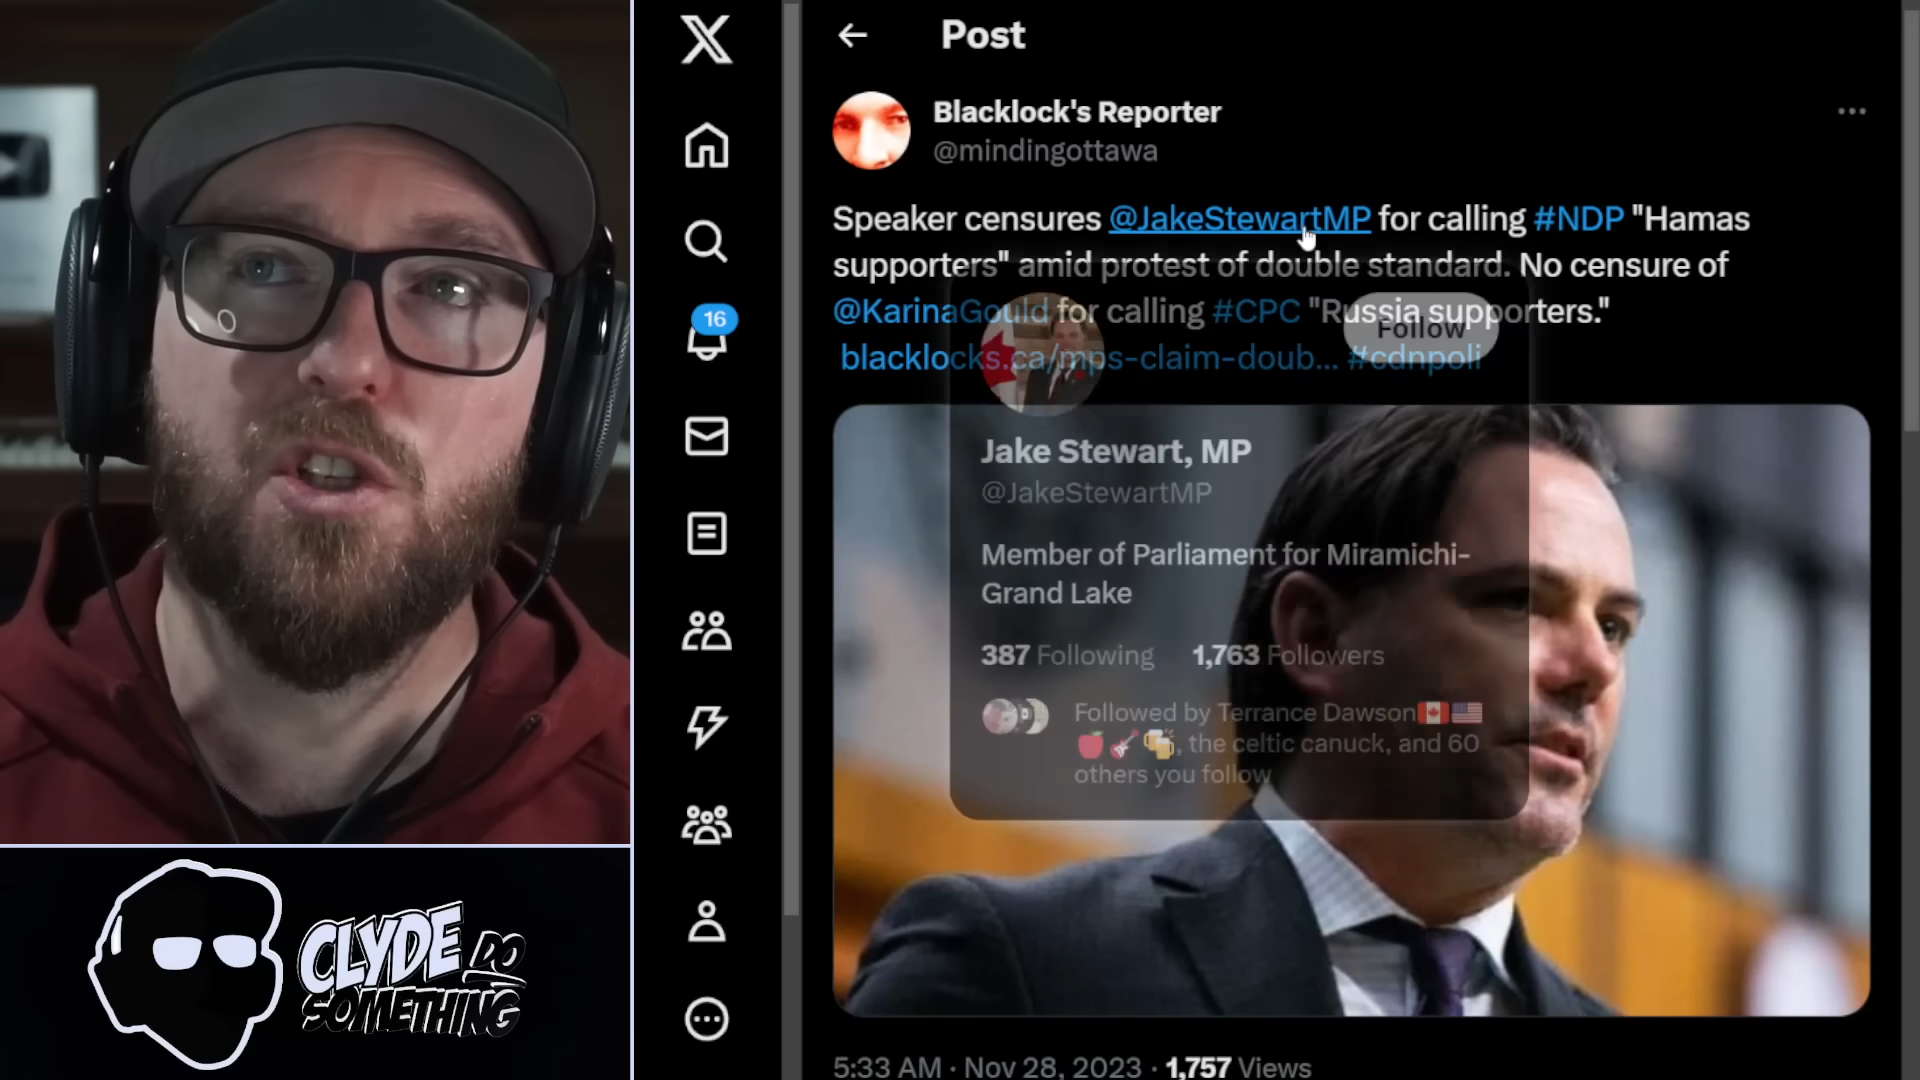 Post
Blacklock's Reporter
@mindingottawa
Speaker censures @JakeStewartMP for calling #NDP "Hamas
supporters" amid protest of double standard. No censure of
@KarinaGould for calling #CPC "Russia supporters."
blacklocks.ca/mps-claim-doub... #cdnpoli
16
Follow
Jake Stewart, MP
@JakeStewartMP
Member of Parliament for Miramichi-
Grand Lake
387 Following 1,763 Followers
Followed by Terrance Dawson🇨🇦🇺🇸
🍎🎸🍻, the celtic canuck, and 60
others you follow
5:33 AM · Nov 28, 2023 · 1,757 Views
CLYDE DO
SOMETHING